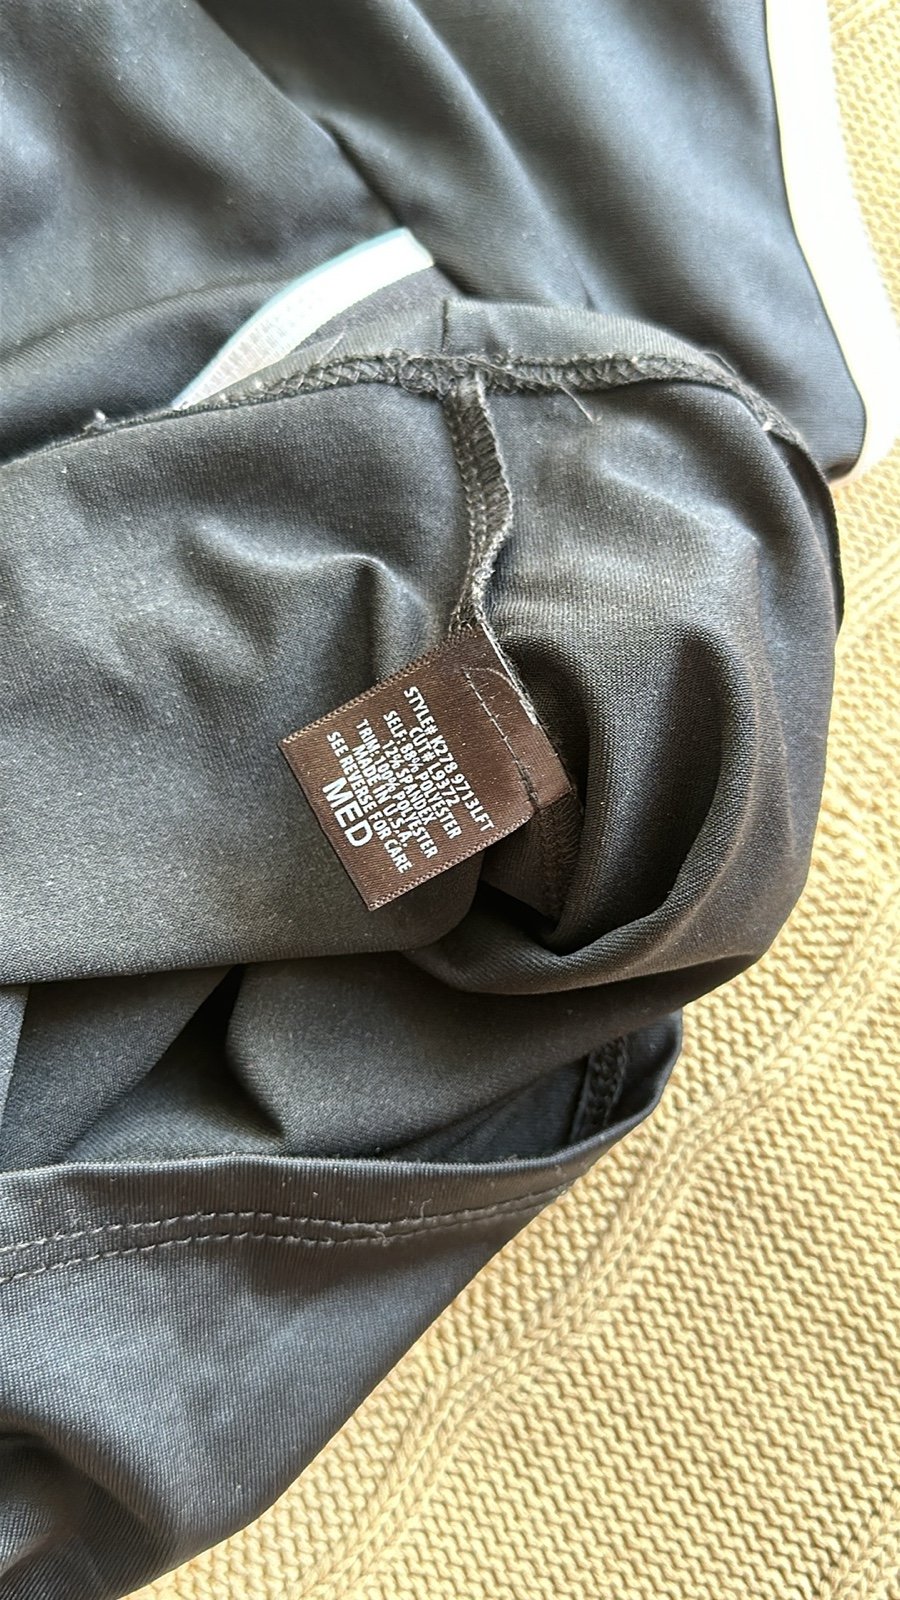 STYLE# K278 9713LFT
CUT# 19372
SELF: 88% POLYESTER
12% SPANDEX
TRIM: 100% POLYESTER
MADE IN U.S.A.
SEE REVERSE FOR CARE
MED